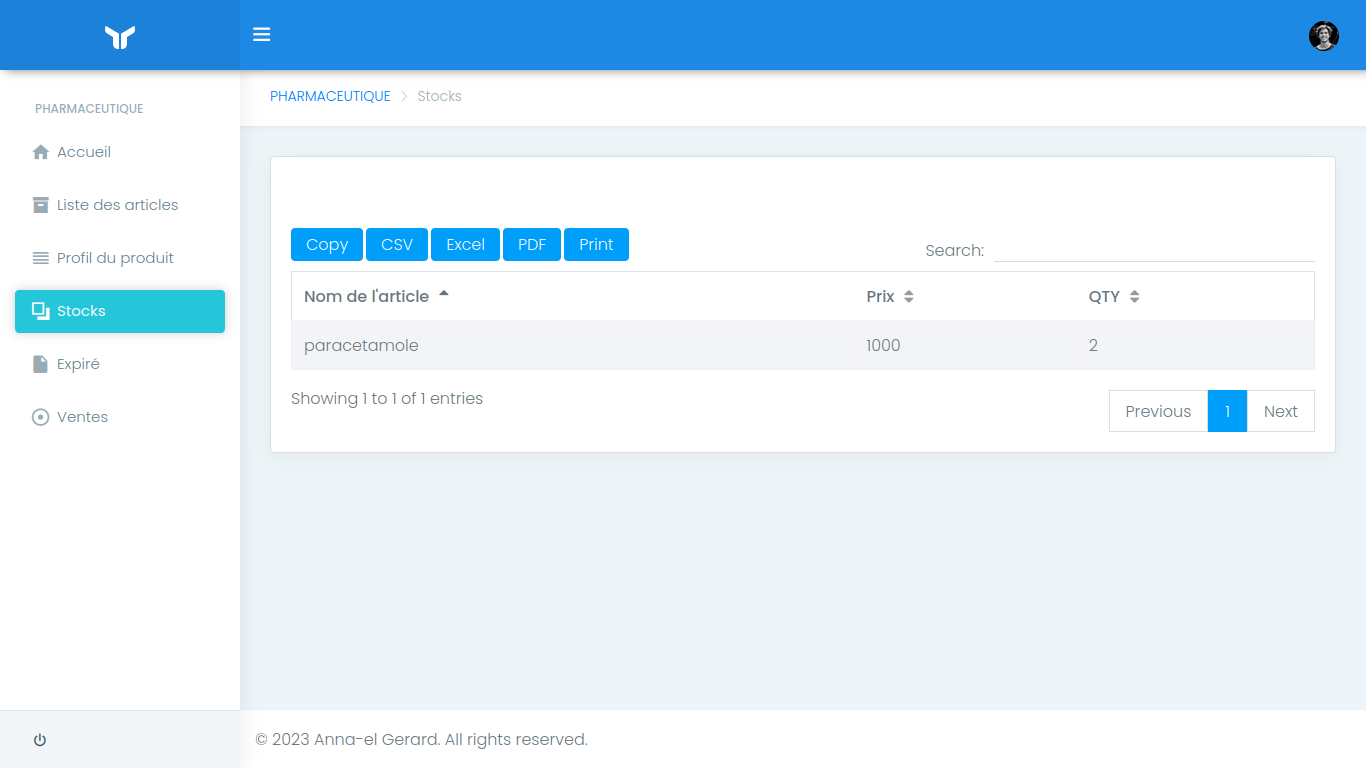 PHARMACEUTIQUE
Accueil
Liste des articles
Profil du produit
Stocks
Expiré
Ventes
PHARMACEUTIQUE > Stocks
Copy CSV Excel PDF Print
Search:
Nom de l'article Prix QTY
paracetamole 1000 2
Showing 1 to 1 of 1 entries
Previous 1 Next
© 2023 Anna-el Gerard. All rights reserved.